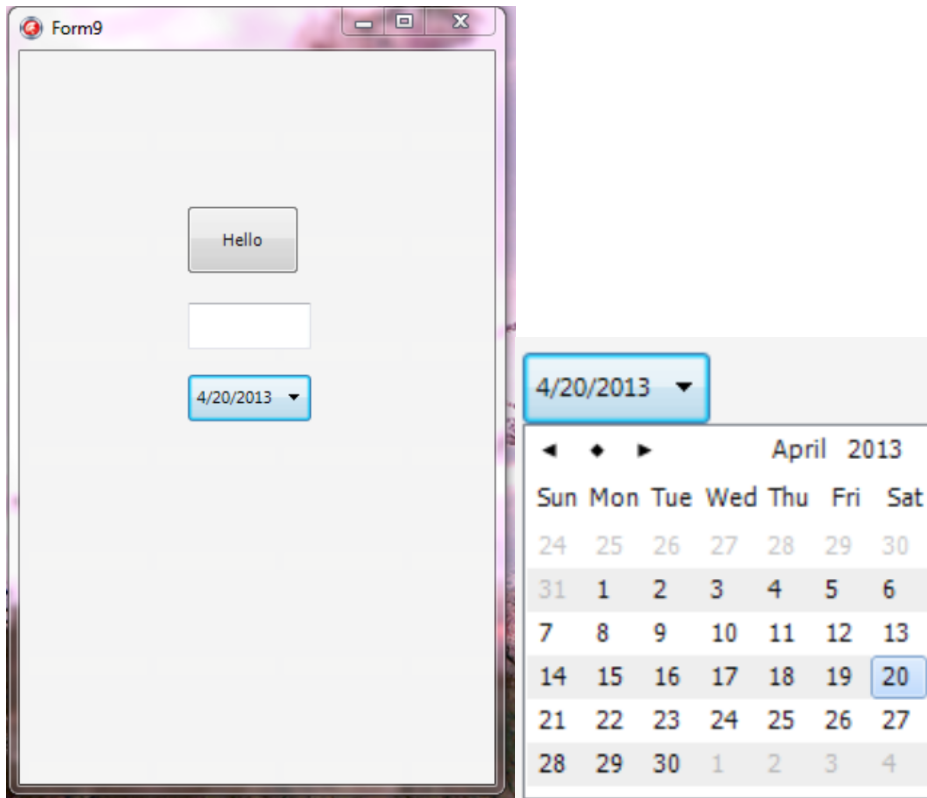 Form9
Hello
4/20/2013
4/20/2013
April 2013
Sun Mon Tue Wed Thu Fri Sat
24 25 26 27 28 29 30
31 1 2 3 4 5 6
7 8 9 10 11 12 13
14 15 16 17 18 19 20
21 22 23 24 25 26 27
28 29 30 1 2 3 4